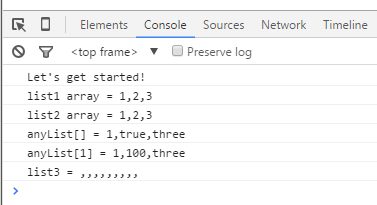 Elements Console Sources Network Timeline
<top frame> ▼ Preserve log
Let's get started!
list1 array = 1,2,3
list2 array = 1,2,3
anyList[] = 1,true,three
anyList[1] = 1,100,three
list3 = ,,,,,,,,,
>